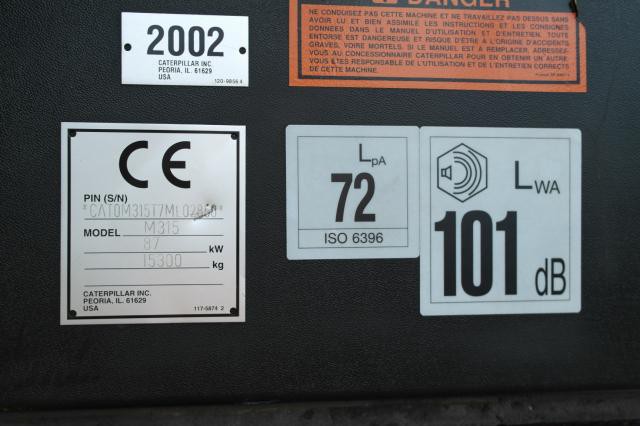 DANGER
NE CONDUISEZ PAS CETTE MACHINE ET NE TRAVAILLEZ PAS DESSUS SANS
AVOIR LU ET BIEN ASSIMILE LES INSTRUCTIONS ET LES CONSIGNES
DONNEES DANS LE MANUEL D'UTILISATION ET D'ENTRETIEN. TOUTE
ENTORSE EST DANGEREUSE ET RISQUE D'ETRE A L'ORIGINE D'ACCIDENTS
GRAVES, VOIRE MORTELS. SI LE MANUEL EST A REMPLACER, ADRESSEZ-
VOUS AU CONCESSIONNAIRE CATERPILLAR POUR EN OBTENIR UN AUTRE.
VOUS ETES RESPONSABLE DE L'UTILISATION ET DE L'ENTRETIEN CORRECTS
DE CETTE MACHINE.
2002
CATERPILLAR INC.
PEORIA, IL. 61629
USA
120-9856 4
CE
PIN (S/N)
*CAT0M315T7ML02860*
MODEL M315
87 kW
15300 kg
CATERPILLAR INC.
PEORIA, IL. 61629
USA
117-5874 2
LpA
72
ISO 6396
LWA
101 dB